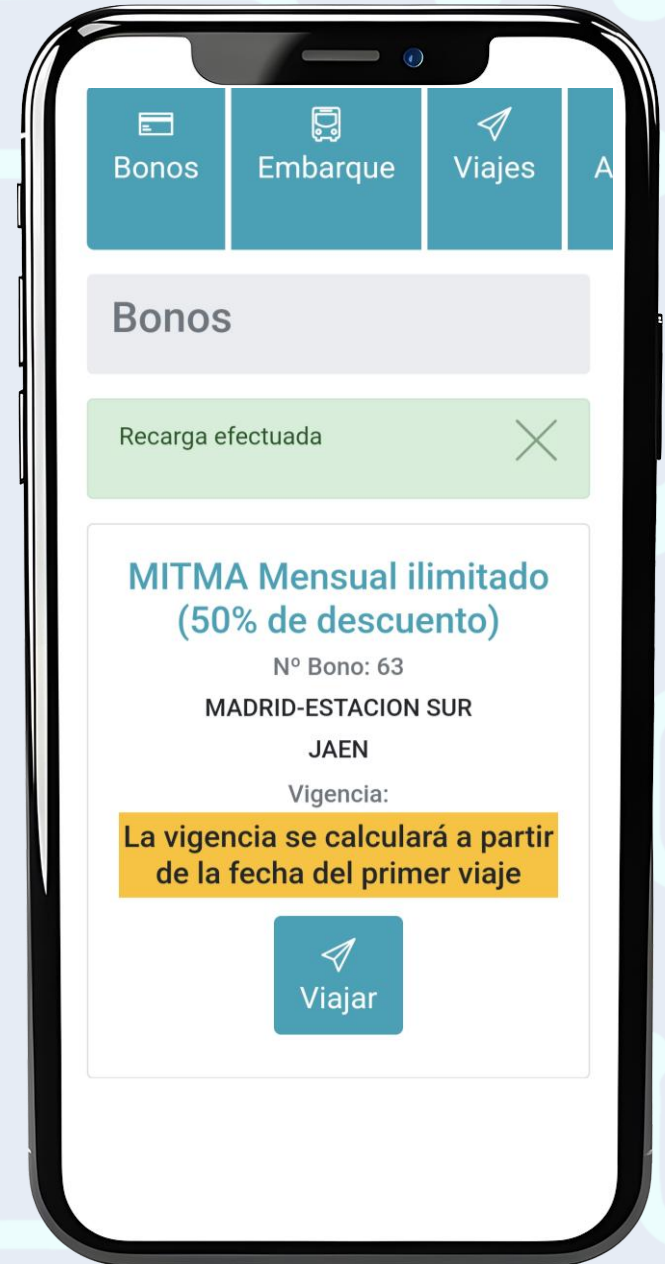 Bonos
Embarque
Viajes
A
Bonos
Recarga efectuada
MITMA Mensual ilimitado
(50% de descuento)
Nº Bono: 63
MADRID-ESTACION SUR
JAEN
Vigencia:
La vigencia se calculará a partir
de la fecha del primer viaje
Viajar